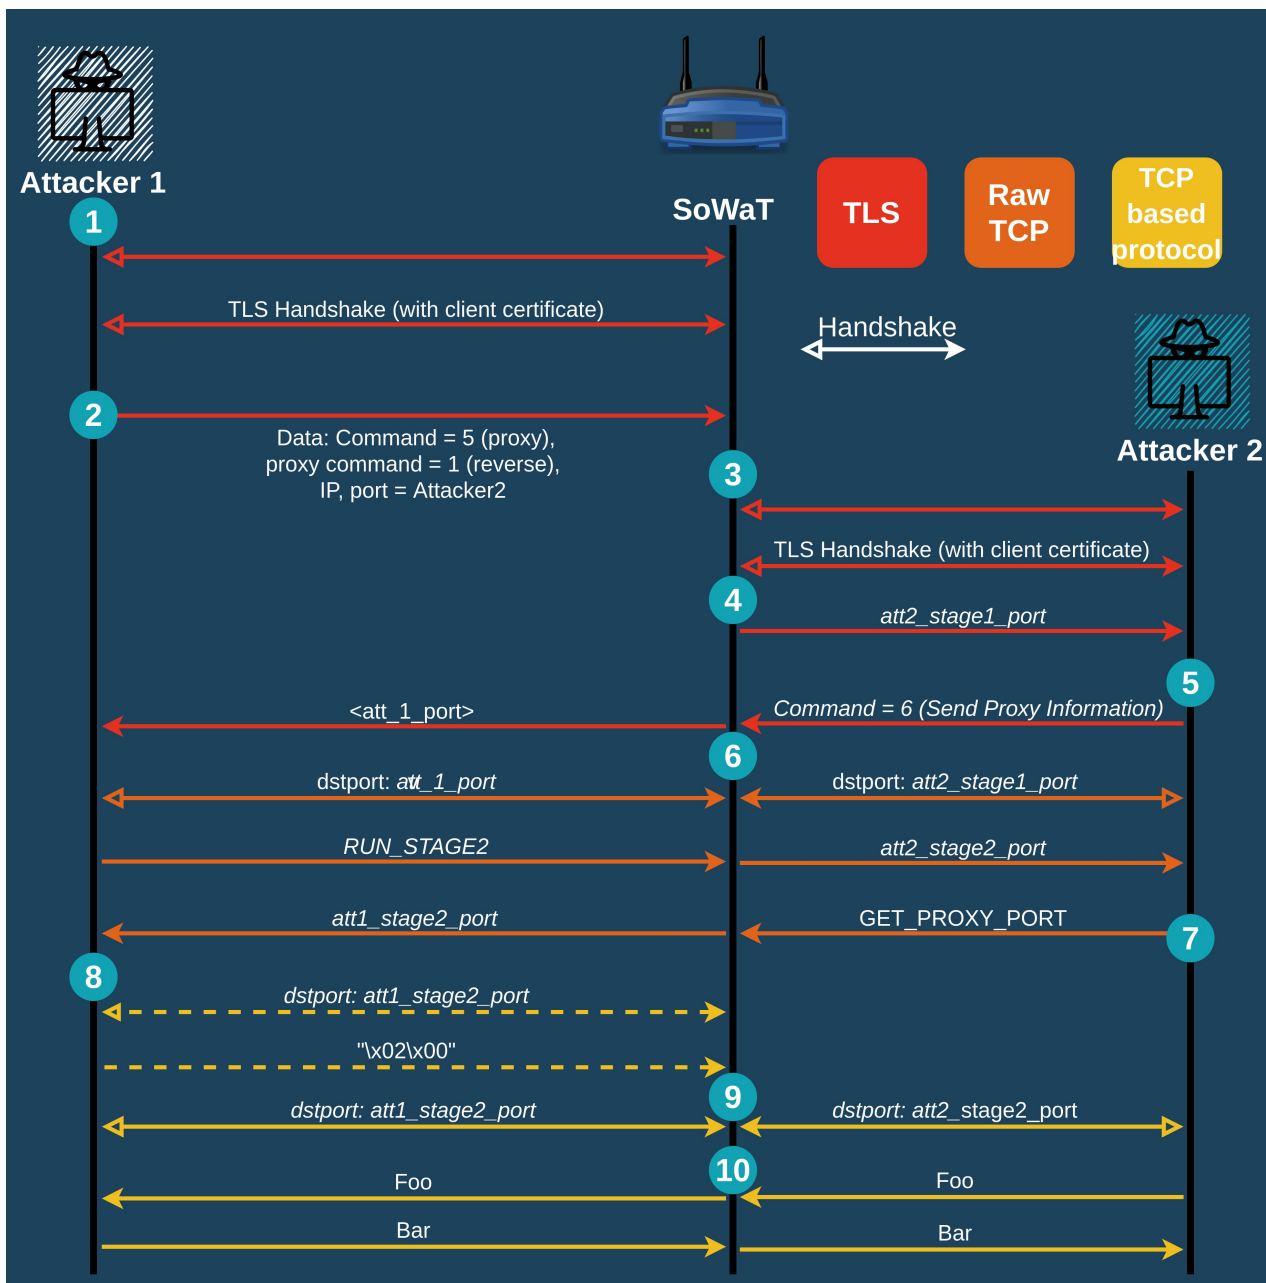 Attacker 1
SoWaT
TLS
Raw
TCP
TCP
based
protocol
1
TLS Handshake (with client certificate)
Handshake
2
Data: Command = 5 (proxy),
proxy command = 1 (reverse),
IP, port = Attacker2
Attacker 2
3
TLS Handshake (with client certificate)
4
att2_stage1_port
5
<att_1_port>
Command = 6 (Send Proxy Information)
6
dstport: att_1_port
dstport: att2_stage1_port
RUN_STAGE2
att2_stage2_port
att1_stage2_port
GET_PROXY_PORT
7
8
dstport: att1_stage2_port
"\x02\x00"
9
dstport: att1_stage2_port
dstport: att2_stage2_port
10
Foo
Foo
Bar
Bar